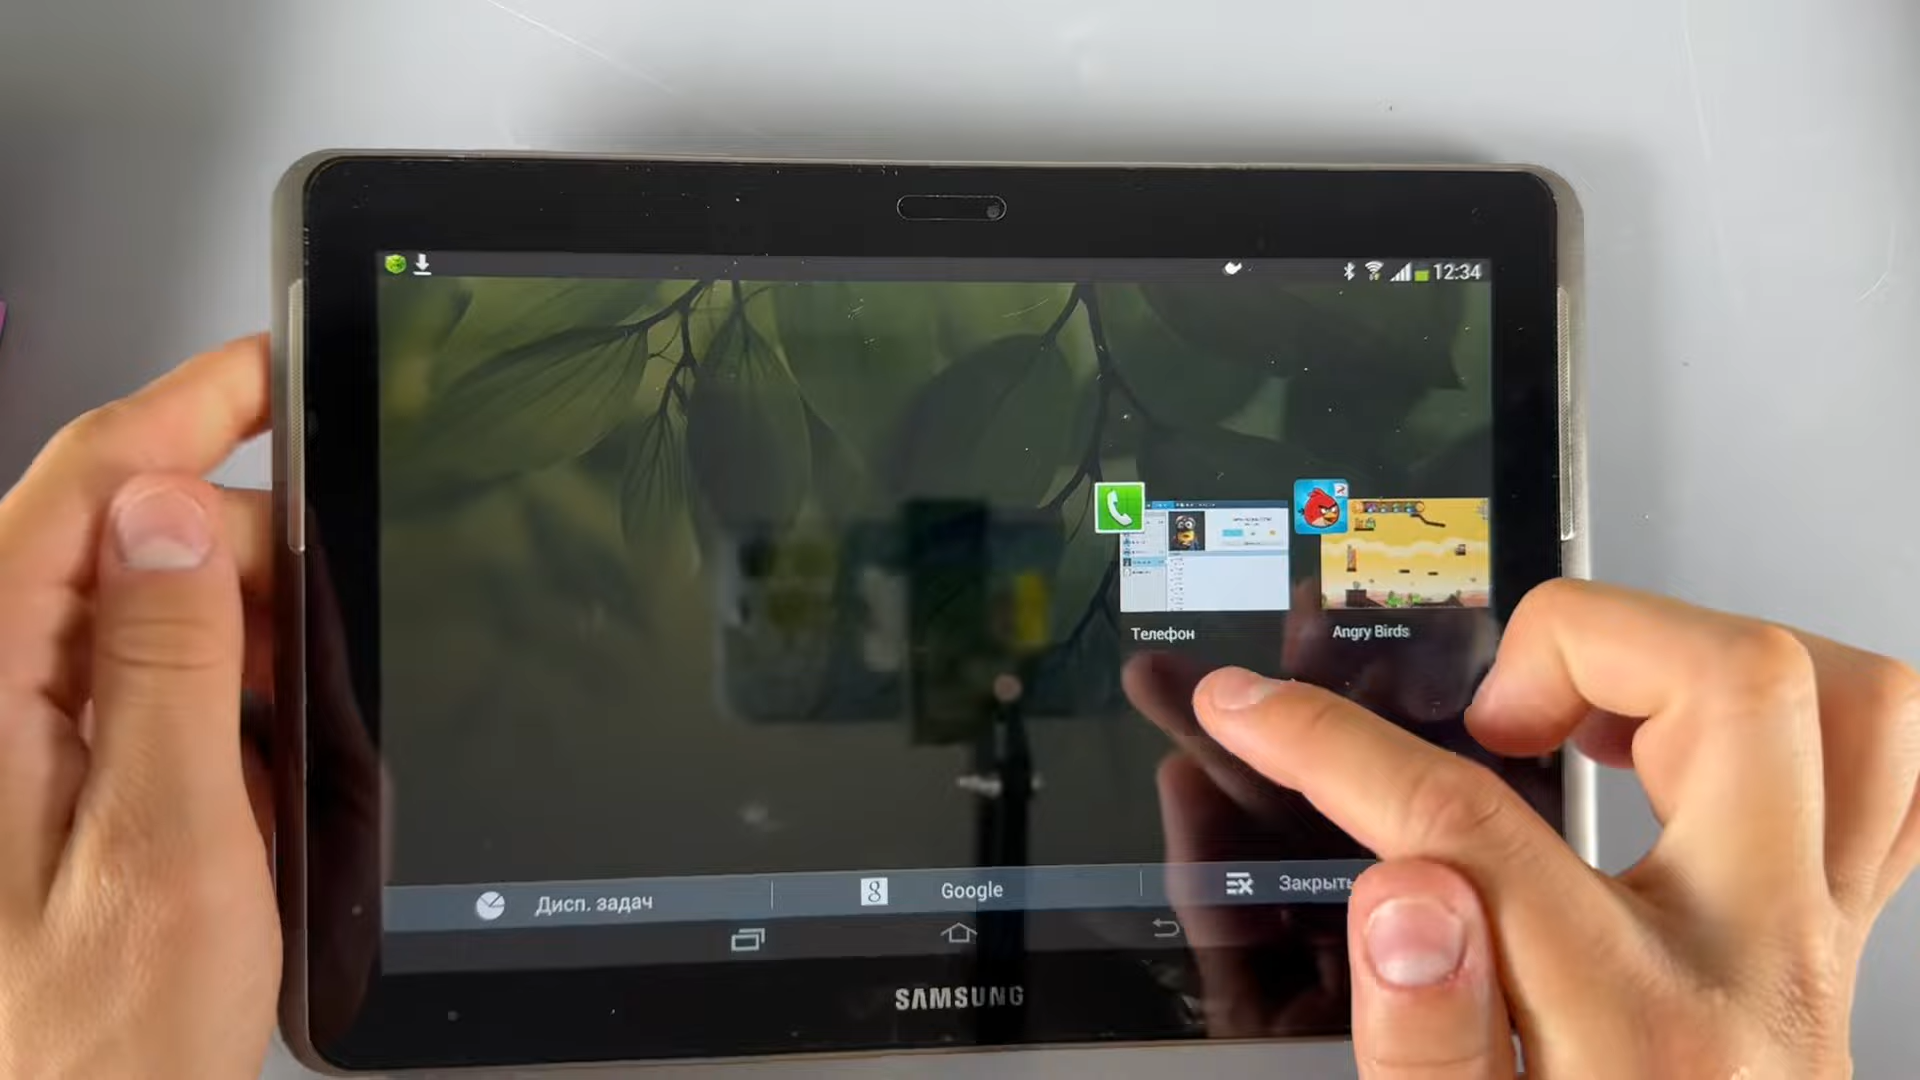 12:34
Телефон
Angry Birds
Дисп. задач
Google
Закрыть
SAMSUNG